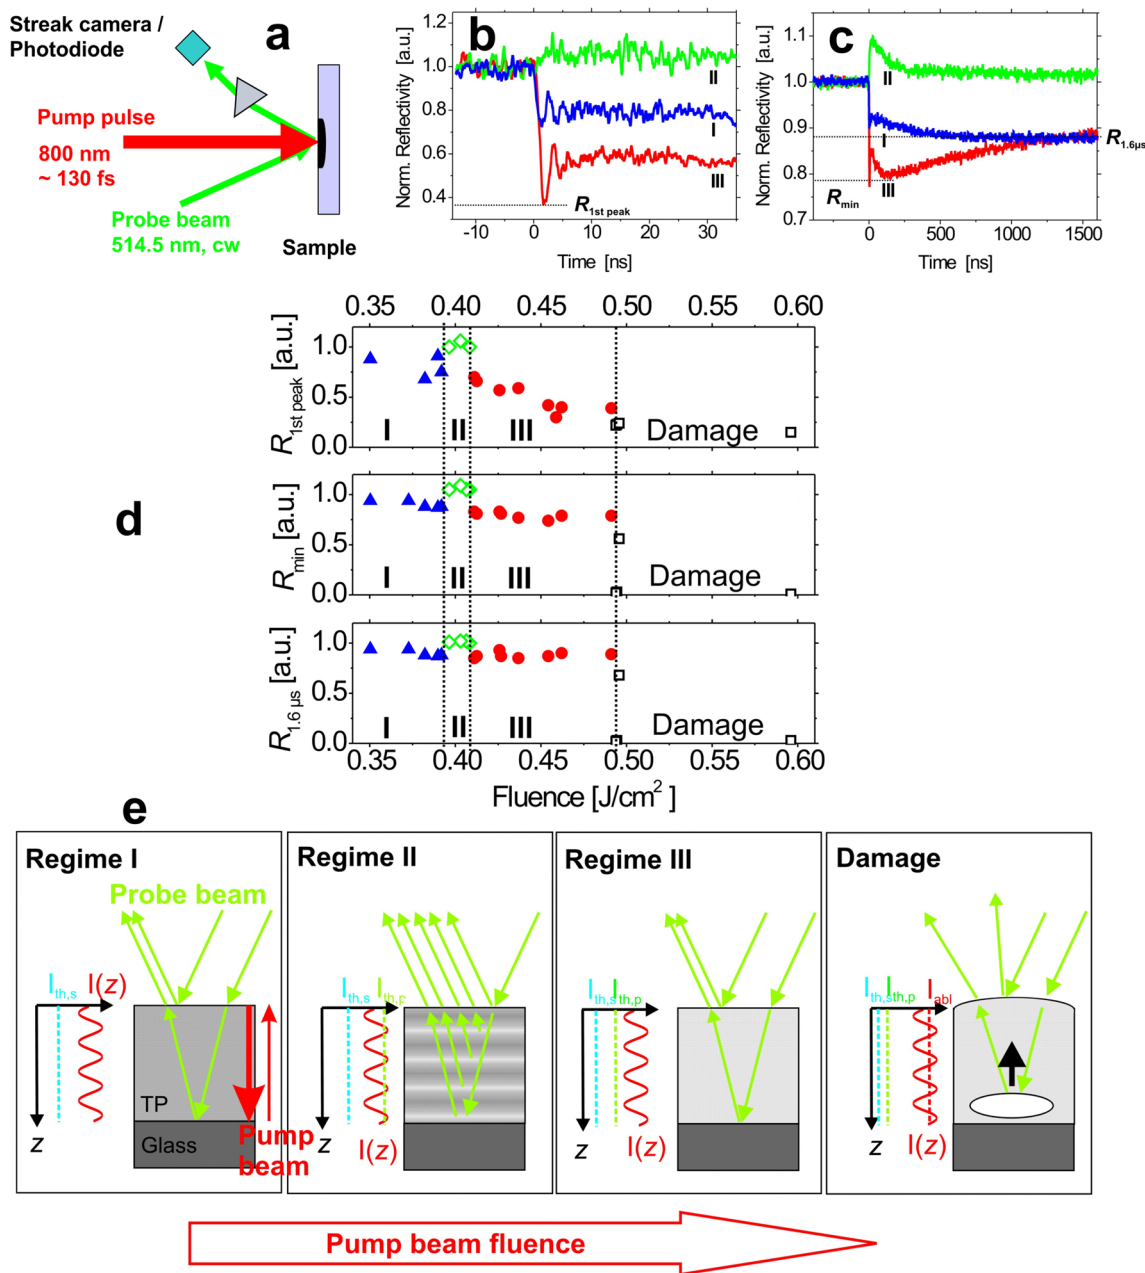 Streak camera /
Photodiode
a
Pump pulse
800 nm
~ 130 fs
Probe beam
514.5 nm, cw
Sample
b
Norm. Reflectivity [a.u.]
1.2
1.0
0.8
0.6
0.4
II
I
III
R1st peak
-10 0 10 20 30
Time [ns]
c
Norm. Reflectivity [a.u.]
1.1
1.0
0.9
0.8
0.7
II
I
III
R1.6µs
Rmin
0 500 1000 1500
Time [ns]
d
0.35 0.40 0.45 0.50 0.55 0.60
R1st peak [a.u.]
1.0
0.5
0.0
I II III Damage
Rmin [a.u.]
1.0
0.5
0.0
I II III Damage
R1.6 µs [a.u.]
1.0
0.5
0.0
I II III Damage
0.35 0.40 0.45 0.50 0.55 0.60
Fluence [J/cm2 ]
e
Regime I
Probe beam
Ith,s I(z)
TP
Glass
z
Pump
beam
Regime II
Ith,s Ith,p
z I(z)
Regime III
Ith,s Ith,p
z I(z)
Damage
Ith,s Ith,p Iabl
z I(z)
Pump beam fluence